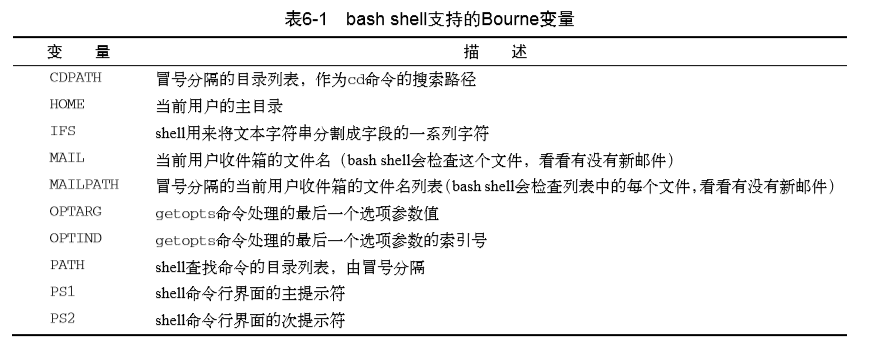 表6-1 bash shell支持的Bourne变量
变 量 描 述
CDPATH 冒号分隔的目录列表，作为cd命令的搜索路径
HOME 当前用户的主目录
IFS shell用来将文本字符串分割成字段的一系列字符
MAIL 当前用户收件箱的文件名（bash shell会检查这个文件，看看有没有新邮件）
MAILPATH 冒号分隔的当前用户收件箱的文件名列表（bash shell会检查列表中的每个文件，看看有没有新邮件）
OPTARG getopts命令处理的最后一个选项参数值
OPTIND getopts命令处理的最后一个选项参数的索引号
PATH shell查找命令的目录列表，由冒号分隔
PS1 shell命令行界面的主提示符
PS2 shell命令行界面的次提示符